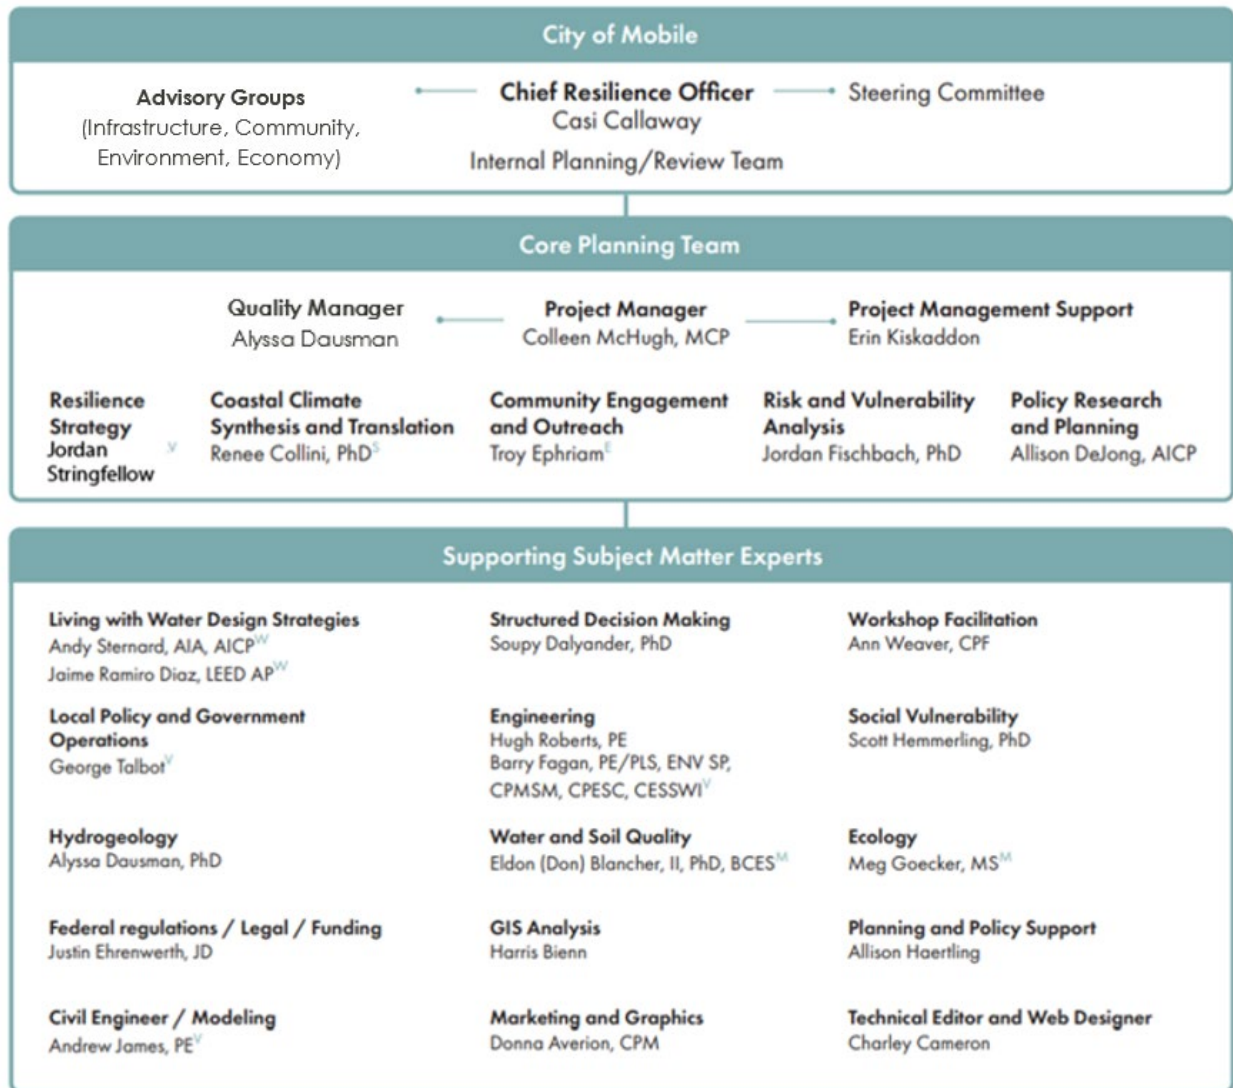 City of Mobile
Advisory Groups
(Infrastructure, Community,
Environment, Economy)
Chief Resilience Officer
Casi Callaway
Internal Planning/Review Team
Steering Committee
Core Planning Team
Quality Manager
Alyssa Dausman
Project Manager
Colleen McHugh, MCP
Project Management Support
Erin Kiskaddon
Resilience
Strategy
Jordan V
Stringfellow
Coastal Climate
Synthesis and Translation
Renee Collini, PhD S
Community Engagement
and Outreach
Troy Ephriam E
Risk and Vulnerability
Analysis
Jordan Fischbach, PhD
Policy Research
and Planning
Allison DeJong, AICP
Supporting Subject Matter Experts
Living with Water Design Strategies
Andy Sternard, AIA, AICP W
Jaime Ramiro Diaz, LEED AP W
Structured Decision Making
Soupy Dalyander, PhD
Workshop Facilitation
Ann Weaver, CPF
Local Policy and Government
Operations
George Talbot V
Engineering
Hugh Roberts, PE
Barry Fagan, PE/PLS, ENV SP,
CPMSM, CPESC, CESSWI V
Social Vulnerability
Scott Hemmerling, PhD
Hydrogeology
Alyssa Dausman, PhD
Water and Soil Quality
Eldon (Don) Blancher, II, PhD, BCES M
Ecology
Meg Goecker, MS M
Federal regulations / Legal / Funding
Justin Ehrenwerth, JD
GIS Analysis
Harris Bienn
Planning and Policy Support
Allison Haertling
Civil Engineer / Modeling
Andrew James, PE V
Marketing and Graphics
Donna Averion, CPM
Technical Editor and Web Designer
Charley Cameron